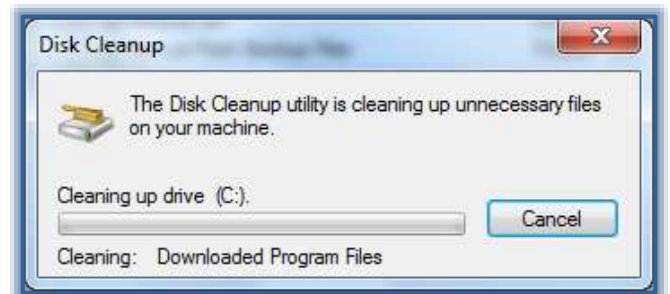 Disk Cleanup
The Disk Cleanup utility is cleaning up unnecessary files
on your machine.
Cleaning up drive (C:).
Cancel
Cleaning: Downloaded Program Files